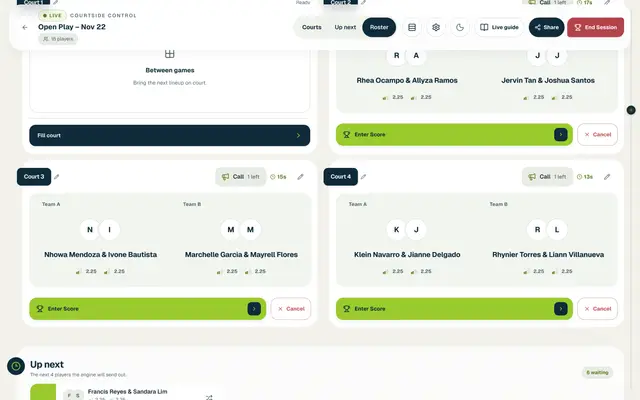 Court 1
Ready
Court 2
Call 1 left
17s
LIVE COURTSIDE CONTROL
Open Play – Nov 22
16 players
Courts
Up next
Roster
Live guide
Share
End Session
Between games
Bring the next lineup on court.
Fill court
R A
J J
Rhea Ocampo & Allyza Ramos
Jervin Tan & Joshua Santos
2.25 2.25
2.25 2.25
Enter Score
Cancel
Court 3
Call 1 left
15s
Team A
Team B
N I
M M
Nhowa Mendoza & Ivone Bautista
Marchelle Garcia & Mayrell Flores
2.25 2.25
2.25 2.25
Enter Score
Cancel
Court 4
Call 1 left
13s
Team A
Team B
K J
R L
Klein Navarro & Jianne Delgado
Rhynier Torres & Liann Villanueva
2.25 2.25
2.25 2.25
Enter Score
Cancel
Up next
The next 4 players the engine will send out.
F S
Francis Reyes & Sandara Lim